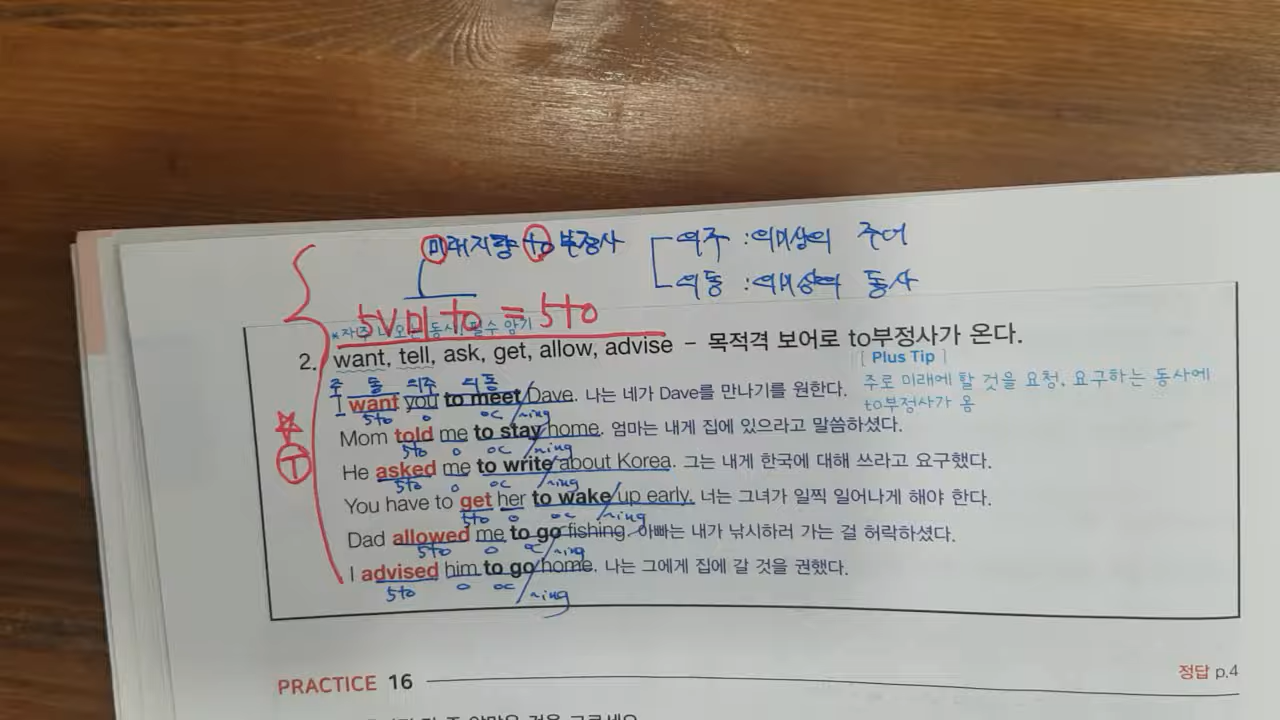 미래지향 to 부정사
의주 : 의미상의 주어
의동 : 의미상의 동사
5V미 to = 5to
*자주 나오는 동사, 필수 암기
2. want, tell, ask, get, allow, advise – 목적격 보어로 to부정사가 온다.
[ Plus Tip ]
주로 미래에 할 것을 요청, 요구하는 동사에
to부정사가 옴
주 동 의주 의동
I want you to meet Dave. 나는 네가 Dave를 만나기를 원한다.
5to o oc ~ing
Mom told me to stay home. 엄마는 내게 집에 있으라고 말씀하셨다.
5to o oc ~ing
He asked me to write about Korea. 그는 내게 한국에 대해 쓰라고 요구했다.
5to o oc ~ing
You have to get her to wake up early. 너는 그녀가 일찍 일어나게 해야 한다.
5to o oc ~ing
Dad allowed me to go fishing. 아빠는 내가 낚시하러 가는 걸 허락하셨다.
5to o oc ~ing
I advised him to go home. 나는 그에게 집에 갈 것을 권했다.
5to o oc ~ing
T
PRACTICE 16
정답 p.4